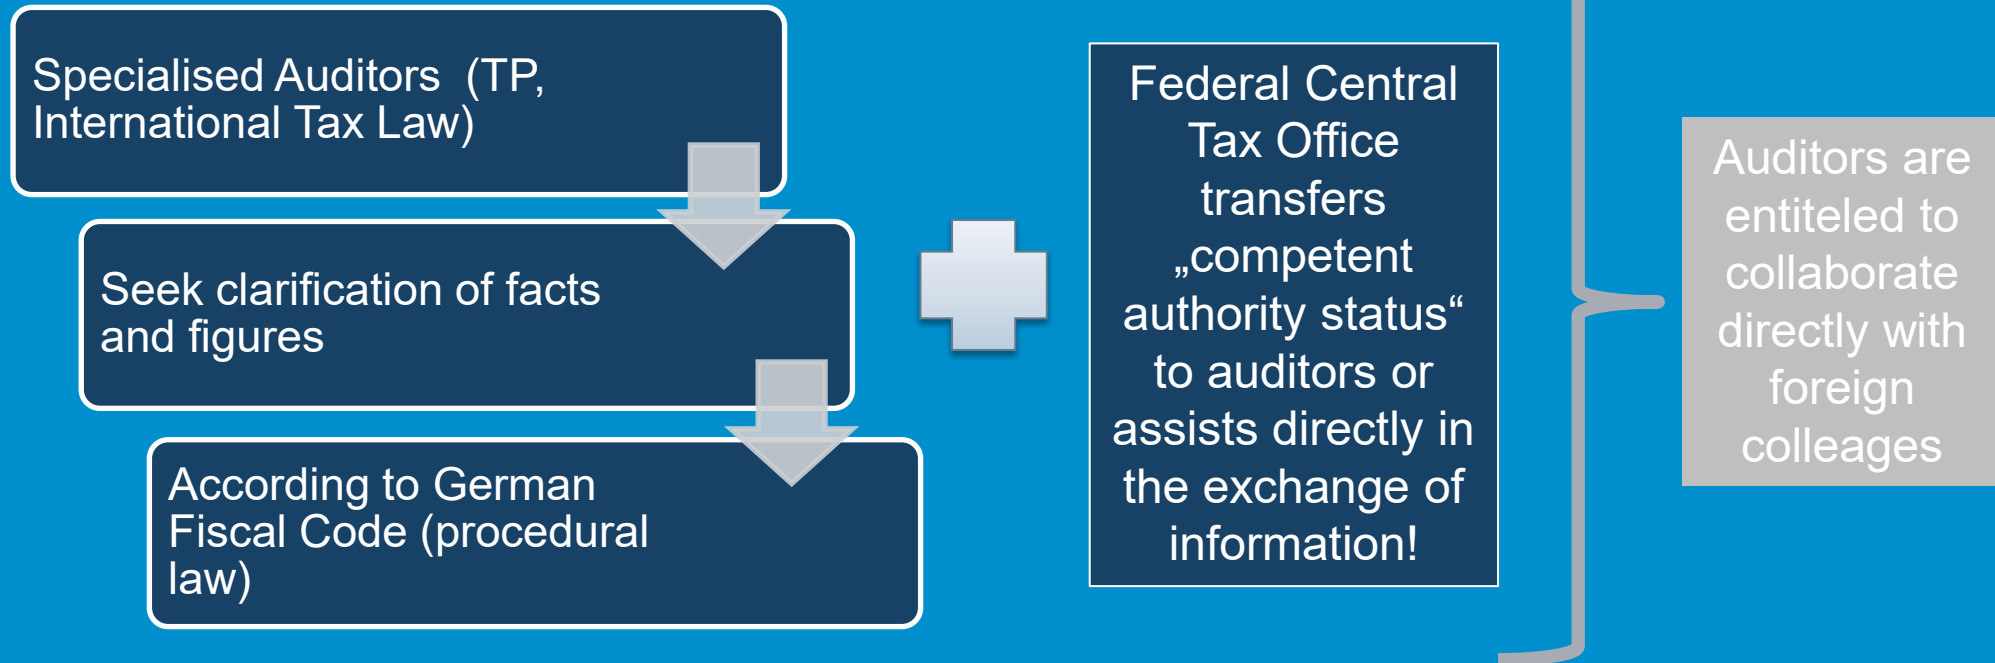 Specialised Auditors (TP,
International Tax Law)
Seek clarification of facts
and figures
According to German
Fiscal Code (procedural
law)
Federal Central
Tax Office
transfers
„competent
authority status“
to auditors or
assists directly in
the exchange of
information!
Auditors are
entiteled to
collaborate
directly with
foreign
colleages